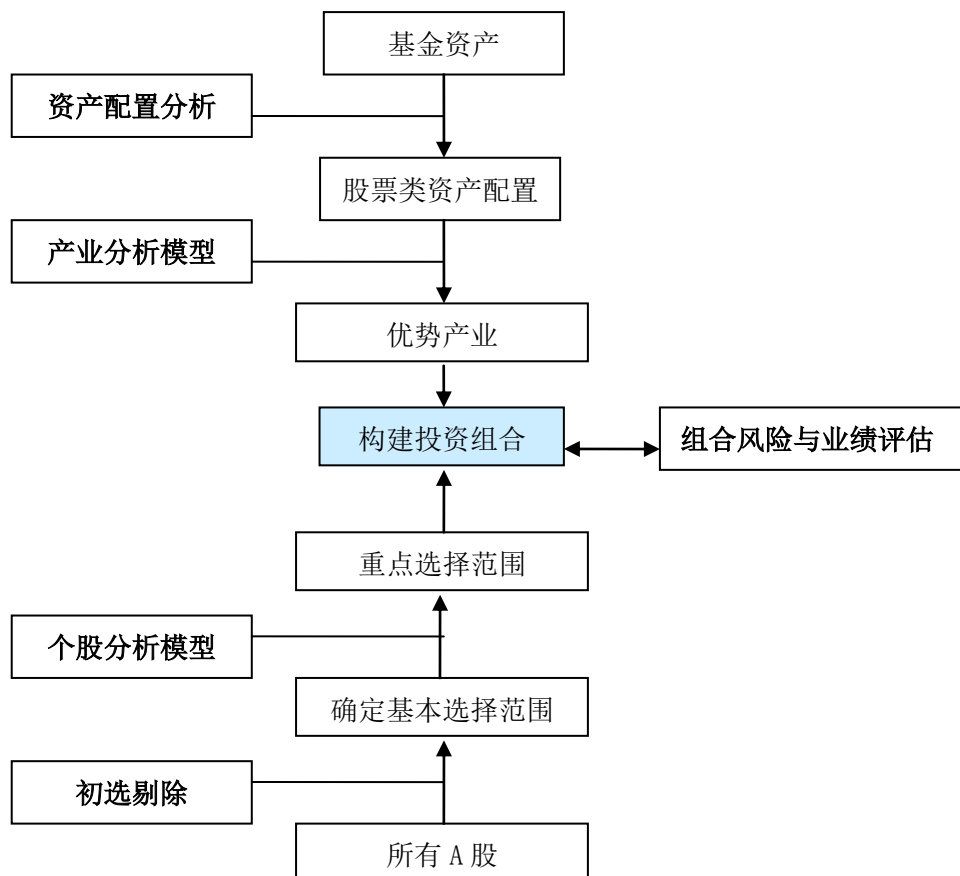 基金资产
资产配置分析
股票类资产配置
产业分析模型
优势产业
构建投资组合
组合风险与业绩评估
重点选择范围
个股分析模型
确定基本选择范围
初选剔除
所有 A 股